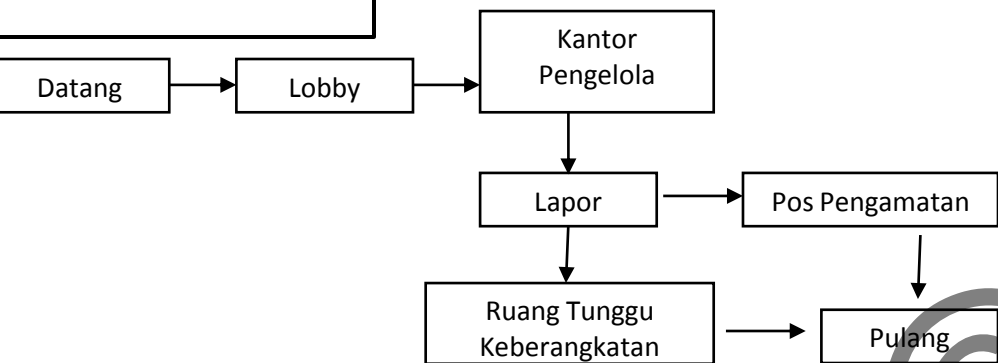 Datang
Lobby
Kantor
Pengelola
Lapor
Pos Pengamatan
Ruang Tunggu
Keberangkatan
Pulang